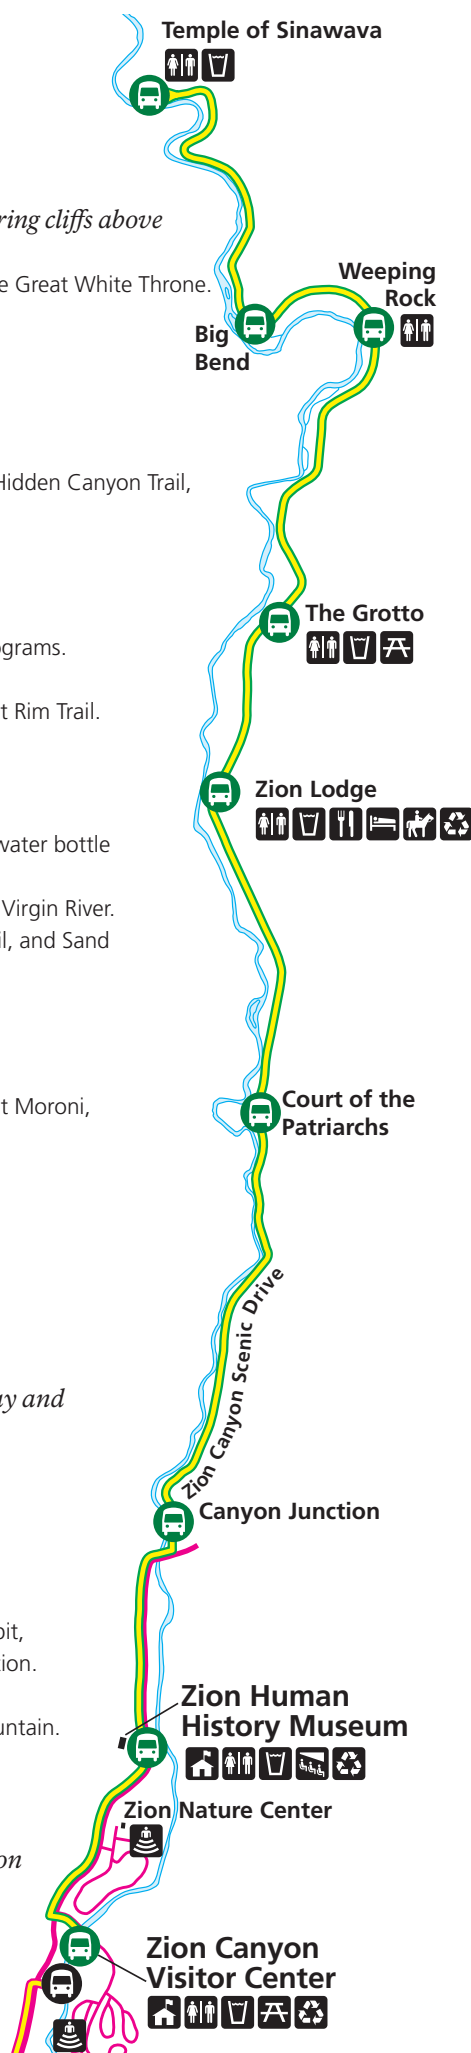 Temple of Sinawava
ring cliffs above
e Great White Throne.
Weeping
Rock
Big
Bend
Hidden Canyon Trail,
The Grotto
grams.
t Rim Trail.
Zion Lodge
water bottle
Virgin River.
il, and Sand
Court of the
Patriarchs
t Moroni,
Zion Canyon Scenic Drive
ay and
Canyon Junction
bit,
tion.
Zion Human
History Museum
untain.
Zion Nature Center
on
Zion Canyon
Visitor Center